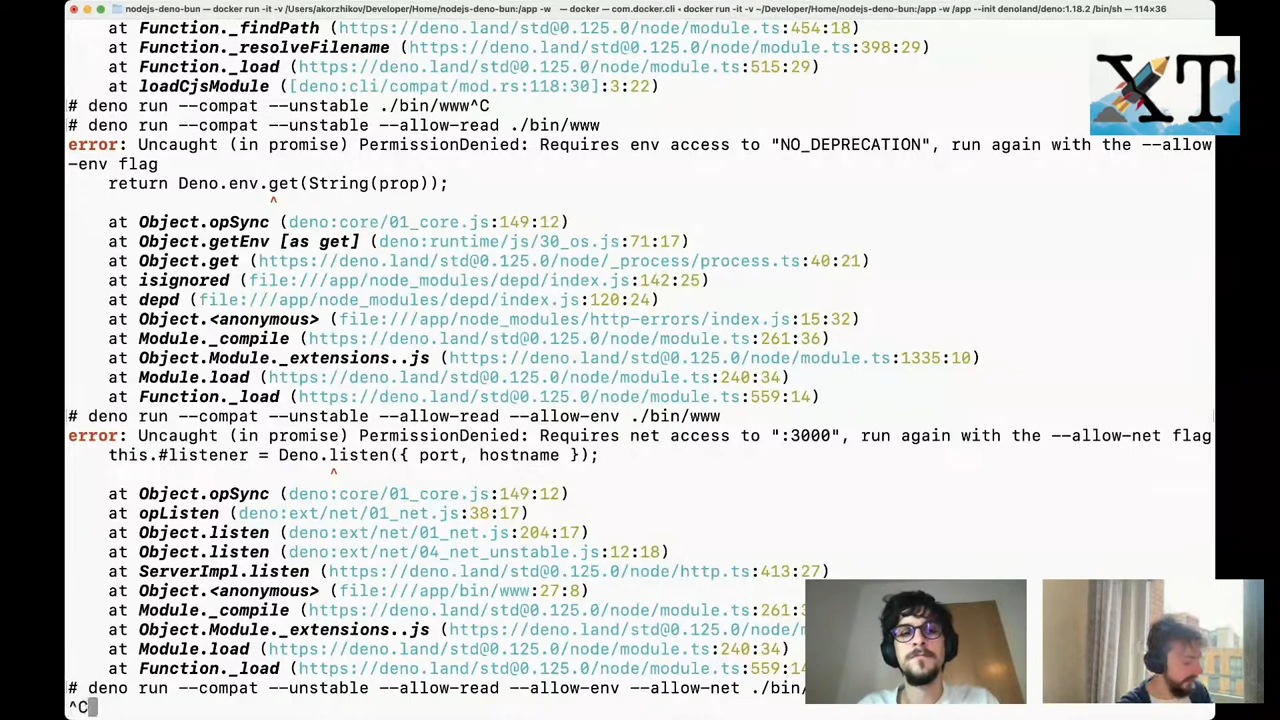 nodejs-deno-bun — docker run -it -v /Users/akorzhikov/Developer/Home/nodejs-deno-bun:/app -w — docker — com.docker.cli • docker run -it -v ~/Developer/Home/nodejs-deno-bun:/app -w /app --init denoland/deno:1.18.2 /bin/sh — 114×36
at Function._findPath (https://deno.land/std@0.125.0/node/module.ts:454:18)
at Function._resolveFilename (https://deno.land/std@0.125.0/node/module.ts:398:29)
at Function._load (https://deno.land/std@0.125.0/node/module.ts:515:29)
at loadCjsModule ([deno:cli/compat/mod.rs:118:30]:3:22)
# deno run --compat --unstable ./bin/www^C
# deno run --compat --unstable --allow-read ./bin/www
error: Uncaught (in promise) PermissionDenied: Requires env access to "NO_DEPRECATION", run again with the --allow
-env flag
return Deno.env.get(String(prop));
^
at Object.opSync (deno:core/01_core.js:149:12)
at Object.getEnv [as get] (deno:runtime/js/30_os.js:71:17)
at Object.get (https://deno.land/std@0.125.0/node/_process/process.ts:40:21)
at isignored (file:///app/node_modules/depd/index.js:142:25)
at depd (file:///app/node_modules/depd/index.js:120:24)
at Object.<anonymous> (file:///app/node_modules/http-errors/index.js:15:32)
at Module._compile (https://deno.land/std@0.125.0/node/module.ts:261:36)
at Object.Module._extensions..js (https://deno.land/std@0.125.0/node/module.ts:1335:10)
at Module.load (https://deno.land/std@0.125.0/node/module.ts:240:34)
at Function._load (https://deno.land/std@0.125.0/node/module.ts:559:14)
# deno run --compat --unstable --allow-read --allow-env ./bin/www
error: Uncaught (in promise) PermissionDenied: Requires net access to ":3000", run again with the --allow-net flag
this.#listener = Deno.listen({ port, hostname });
^
at Object.opSync (deno:core/01_core.js:149:12)
at opListen (deno:ext/net/01_net.js:38:17)
at Object.listen (deno:ext/net/01_net.js:204:17)
at Object.listen (deno:ext/net/04_net_unstable.js:12:18)
at ServerImpl.listen (https://deno.land/std@0.125.0/node/http.ts:413:27)
at Object.<anonymous> (file:///app/bin/www:27:8)
at Module._compile (https://deno.land/std@0.125.0/node/module.ts:261:3
at Object.Module._extensions..js (https://deno.land/std@0.125.0/node/m
at Module.load (https://deno.land/std@0.125.0/node/module.ts:240:34)
at Function._load (https://deno.land/std@0.125.0/node/module.ts:559:14
# deno run --compat --unstable --allow-read --allow-env --allow-net ./bin/
^C
XT